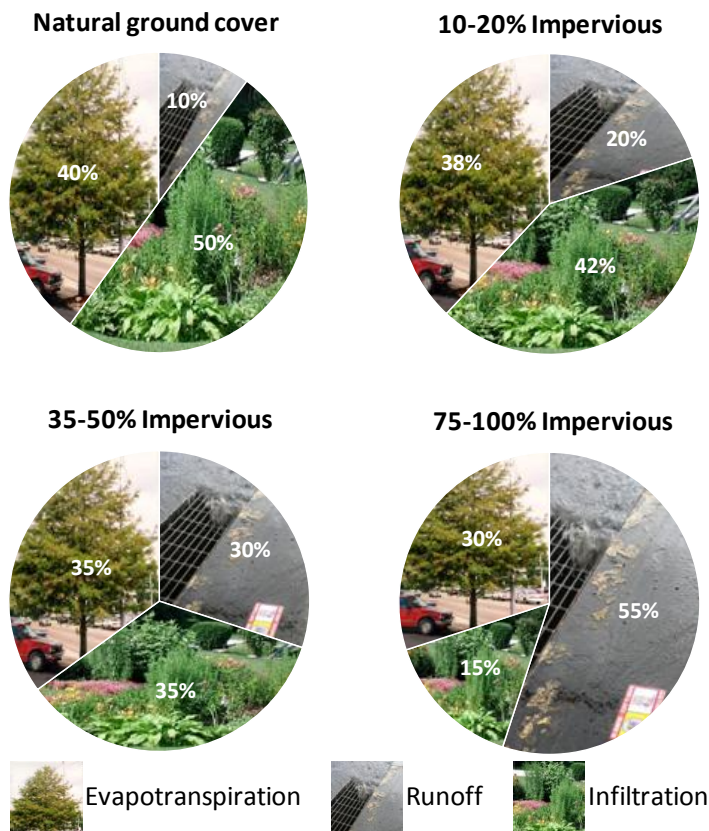 Natural ground cover
10%
40%
50%
10-20% Impervious
20%
38%
42%
35-50% Impervious
30%
35%
35%
75-100% Impervious
30%
55%
15%
Evapotranspiration
Runoff
Infiltration